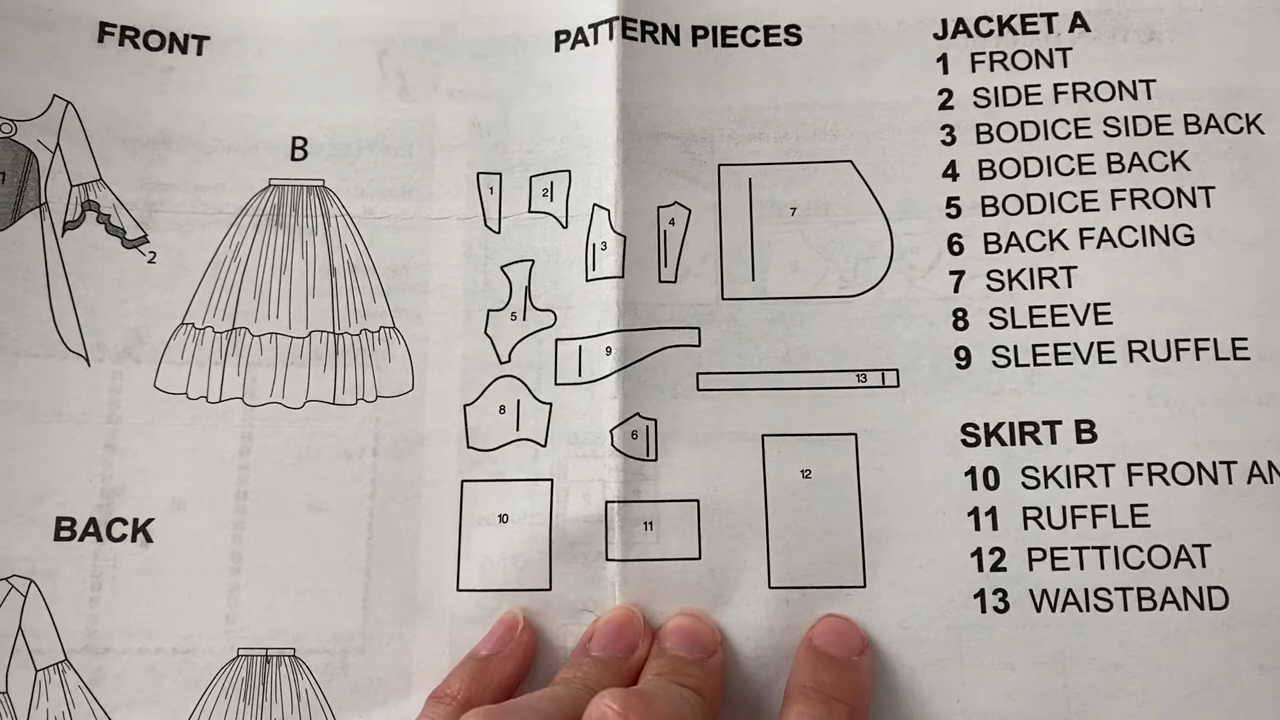 FRONT
B
2
BACK
PATTERN PIECES
1
2
3
4
7
5
9
13
8
6
10
11
12
JACKET A
1 FRONT
2 SIDE FRONT
3 BODICE SIDE BACK
4 BODICE BACK
5 BODICE FRONT
6 BACK FACING
7 SKIRT
8 SLEEVE
9 SLEEVE RUFFLE
SKIRT B
10 SKIRT FRONT AN
11 RUFFLE
12 PETTICOAT
13 WAISTBAND